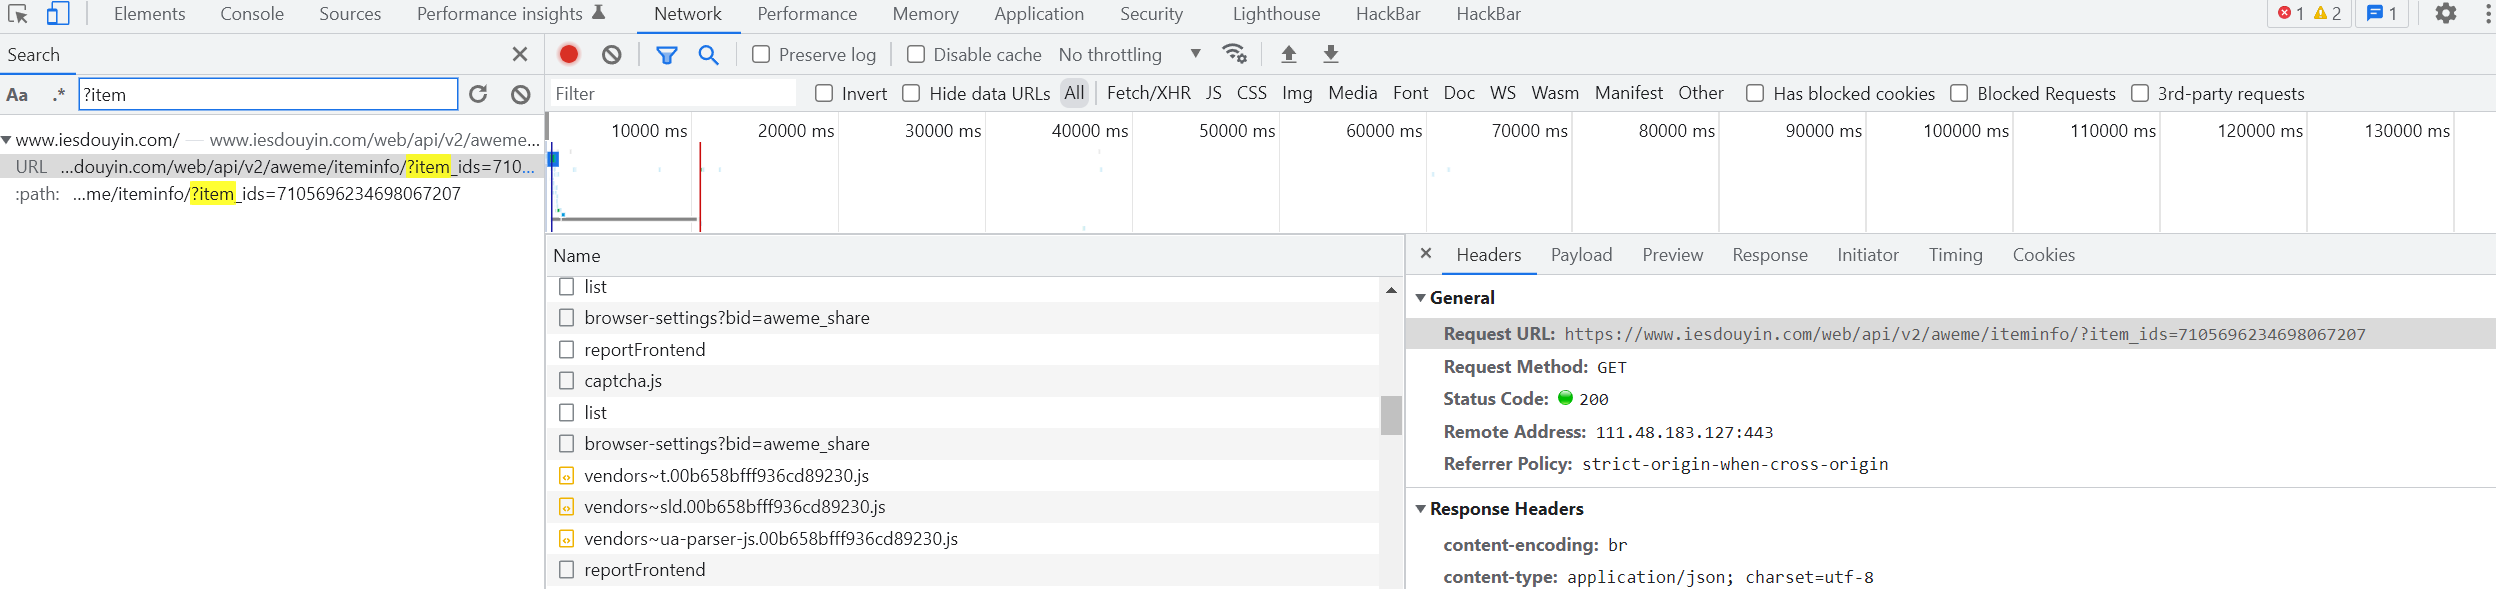 Elements Console Sources Performance insights Network Performance Memory Application Security Lighthouse HackBar HackBar 1 2 1
Search
Preserve log Disable cache No throttling
Aa .* ?item
Filter Invert Hide data URLs All Fetch/XHR JS CSS Img Media Font Doc WS Wasm Manifest Other Has blocked cookies Blocked Requests 3rd-party requests
www.iesdouyin.com/ — www.iesdouyin.com/web/api/v2/aweme...
URL ...douyin.com/web/api/v2/aweme/iteminfo/?item_ids=710...
:path: ...me/iteminfo/?item_ids=7105696234698067207
10000 ms 20000 ms 30000 ms 40000 ms 50000 ms 60000 ms 70000 ms 80000 ms 90000 ms 100000 ms 110000 ms 120000 ms 130000 ms
Name
list
browser-settings?bid=aweme_share
reportFrontend
captcha.js
list
browser-settings?bid=aweme_share
vendors~t.00b658bfff936cd89230.js
vendors~sld.00b658bfff936cd89230.js
vendors~ua-parser-js.00b658bfff936cd89230.js
reportFrontend
Headers Payload Preview Response Initiator Timing Cookies
General
Request URL: https://www.iesdouyin.com/web/api/v2/aweme/iteminfo/?item_ids=7105696234698067207
Request Method: GET
Status Code: 200
Remote Address: 111.48.183.127:443
Referrer Policy: strict-origin-when-cross-origin
Response Headers
content-encoding: br
content-type: application/json; charset=utf-8